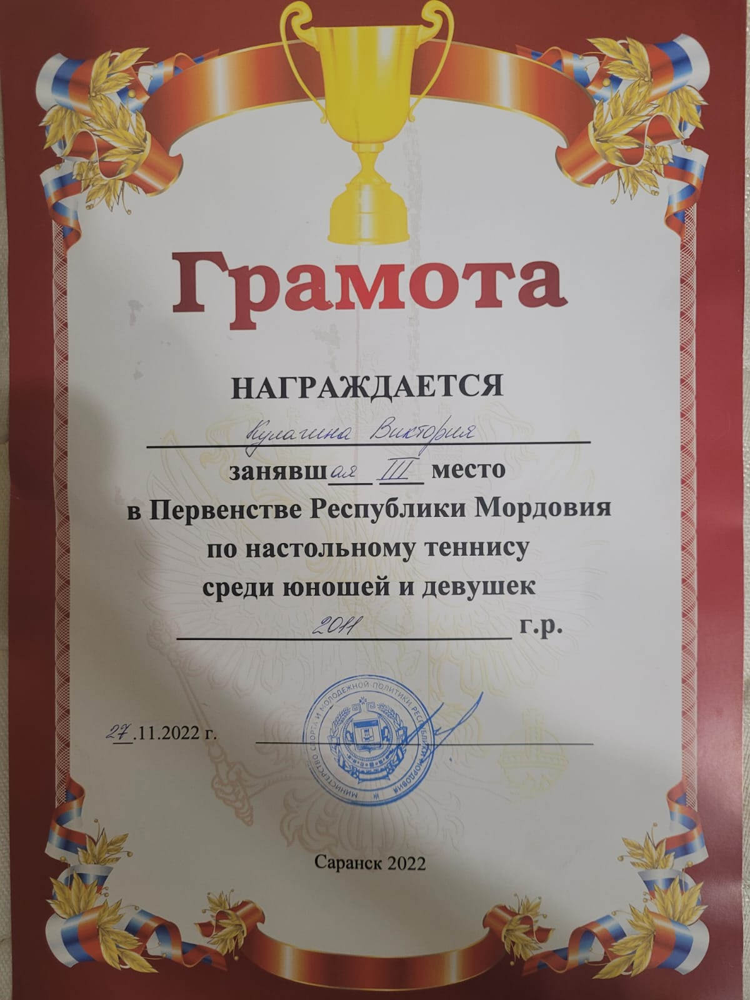 Грамота
НАГРАЖДАЕТСЯ
Кулагина Виктория
занявшая III место
в Первенстве Республики Мордовия
по настольному теннису
среди юношей и девушек
2011 г.р.
МИНИСТЕРСТВО СПОРТА И МОЛОДЕЖНОЙ ПОЛИТИКИ РЕСПУБЛИКИ МОРДОВИЯ
27.11.2022 г.
Саранск 2022